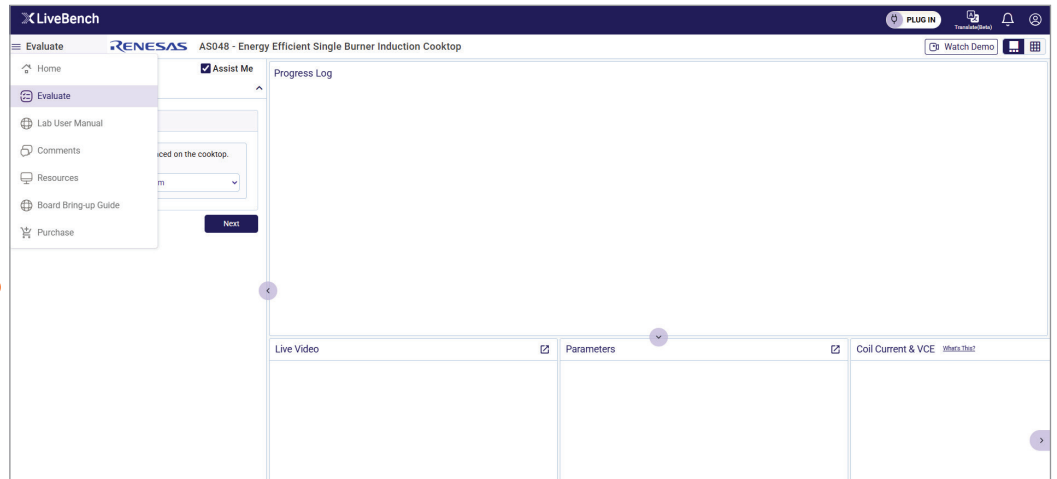 LiveBench
PLUG IN
Translate(Beta)
Evaluate
RENESAS
AS048 - Energy Efficient Single Burner Induction Cooktop
Watch Demo
Home
Evaluate
Lab User Manual
Comments
Resources
Board Bring-up Guide
Purchase
Assist Me
ced on the cooktop.
m
Next
Progress Log
Live Video
Parameters
Coil Current & VCE What's This?